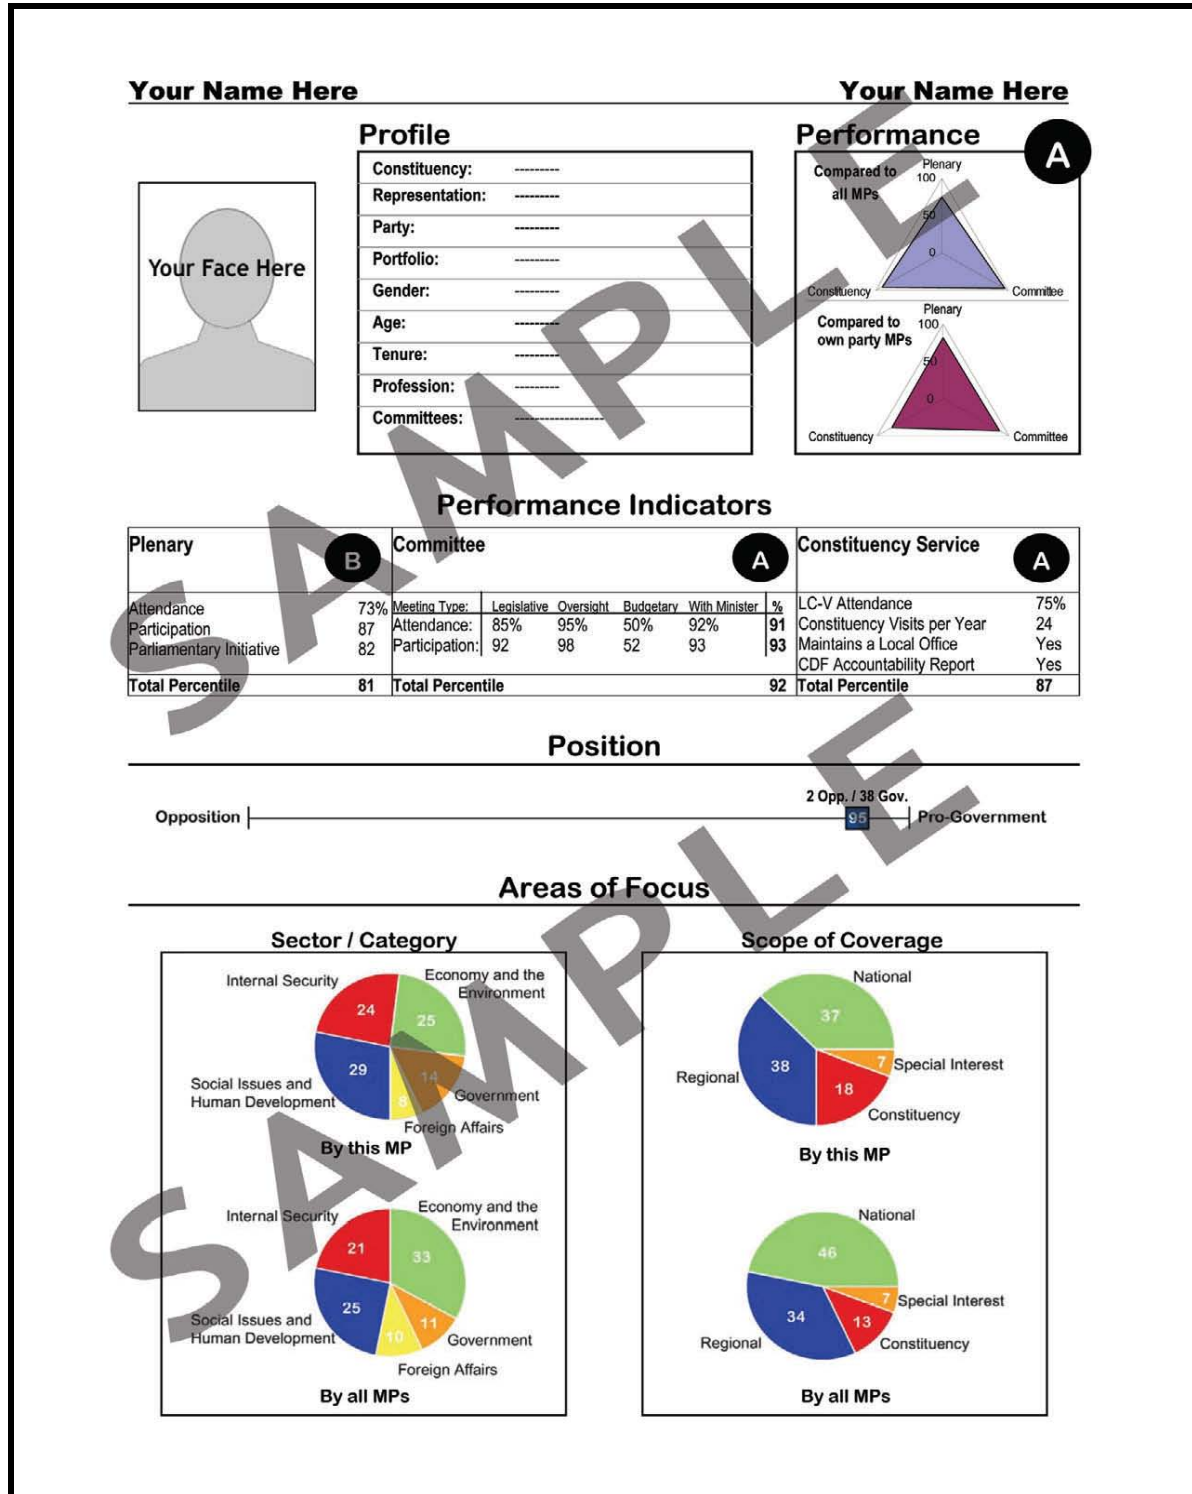 Your Name Here
Your Name Here
Profile
Constituency: ---------
Representation: ---------
Party: ---------
Portfolio: ---------
Gender: ---------
Age: ---------
Tenure: ---------
Profession: ---------
Committees: ------------------
Your Face Here
Performance
A
Compared to
all MPs
Plenary
100
50
0
Constituency
Committee
Compared to
own party MPs
Plenary
100
50
0
Constituency
Committee
Performance Indicators
Plenary
B
Attendance 73%
Participation 87
Parliamentary Initiative 82
Total Percentile 81
Committee
A
Meeting Type: Legislative Oversight Budgetary With Minister %
Attendance: 85% 95% 50% 92% 91
Participation: 92 98 52 93 93
Total Percentile 92
Constituency Service
A
LC-V Attendance 75%
Constituency Visits per Year 24
Maintains a Local Office Yes
CDF Accountability Report Yes
Total Percentile 87
Position
2 Opp. / 38 Gov.
Opposition 95 Pro-Government
Areas of Focus
Sector / Category
Internal Security
Economy and the
Environment
24
25
29
14
8
Social Issues and
Human Development
Government
Foreign Affairs
By this MP
Internal Security
Economy and the
Environment
21
33
25
10
11
Social Issues and
Human Development
Government
Foreign Affairs
By all MPs
Scope of Coverage
National
37
38
7
18
Regional
Special Interest
Constituency
By this MP
National
46
34
7
13
Regional
Special Interest
Constituency
By all MPs
SAMPLE
SAMPLE